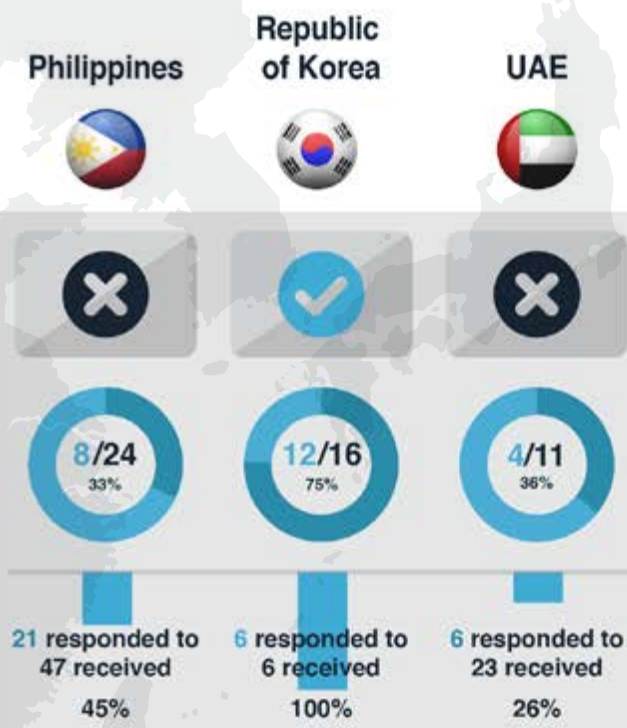 Philippines
Republic
of Korea
UAE
8/24
33%
12/16
75%
4/11
36%
21 responded to
47 received
45%
6 responded to
6 received
100%
6 responded to
23 received
26%